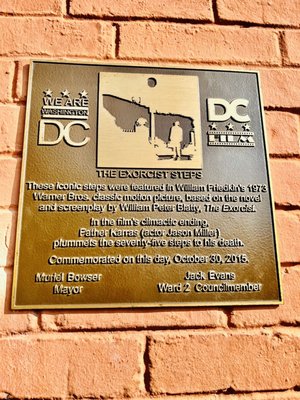 WE ARE
WASHINGTON
DC
DC
FILM
THE EXORCIST STEPS
These iconic steps were featured in William Friedkin's 1973
Warner Bros. classic motion picture, based on the novel
and screenplay by William Peter Blatty, The Exorcist.
In the film's climactic ending,
Father Karras (actor Jason Miller)
plummets the seventy-five steps to his death.
Commemorated on this day, October 30, 2015.
Muriel Bowser
Mayor
Jack Evans
Ward 2 Councilmember